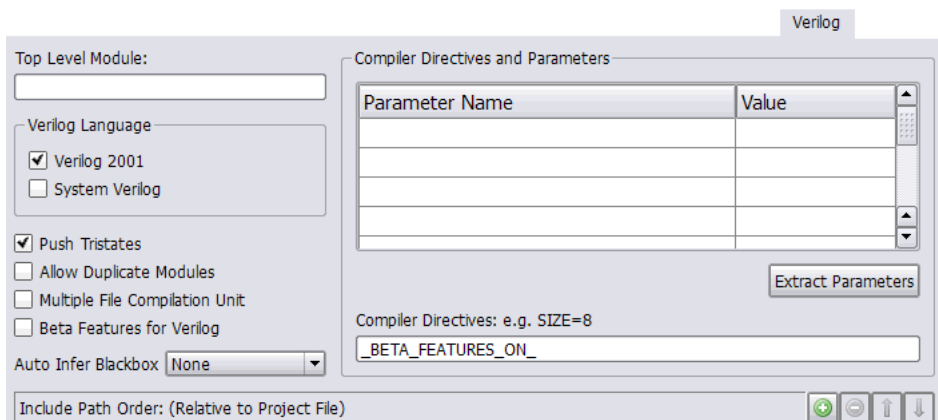 Verilog
Top Level Module:
Verilog Language
Verilog 2001
System Verilog
Push Tristates
Allow Duplicate Modules
Multiple File Compilation Unit
Beta Features for Verilog
Auto Infer Blackbox None
Compiler Directives and Parameters
Parameter Name Value
Extract Parameters
Compiler Directives: e.g. SIZE=8
_BETA_FEATURES_ON_
Include Path Order: (Relative to Project File)